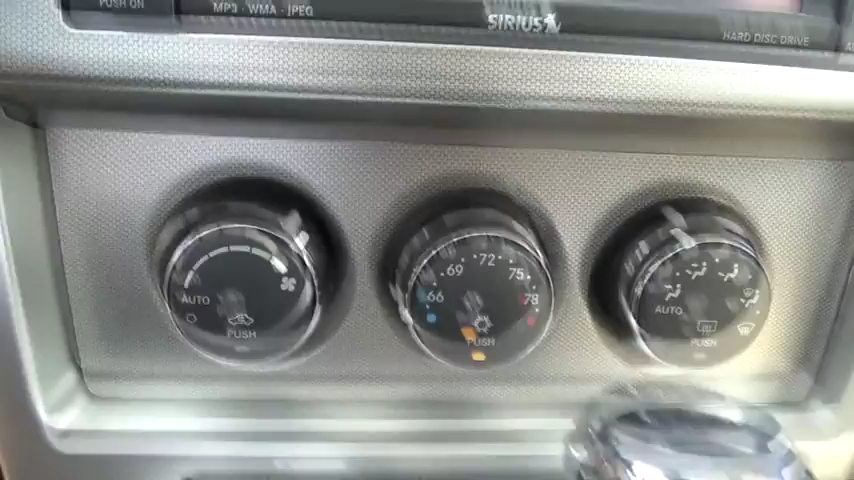 PUSH ON
MP3 · WMA · JPEG
SIRIUS
HARD DISC DRIVE
AUTO
PUSH
66
69
72
75
78
PUSH
AUTO
PUSH